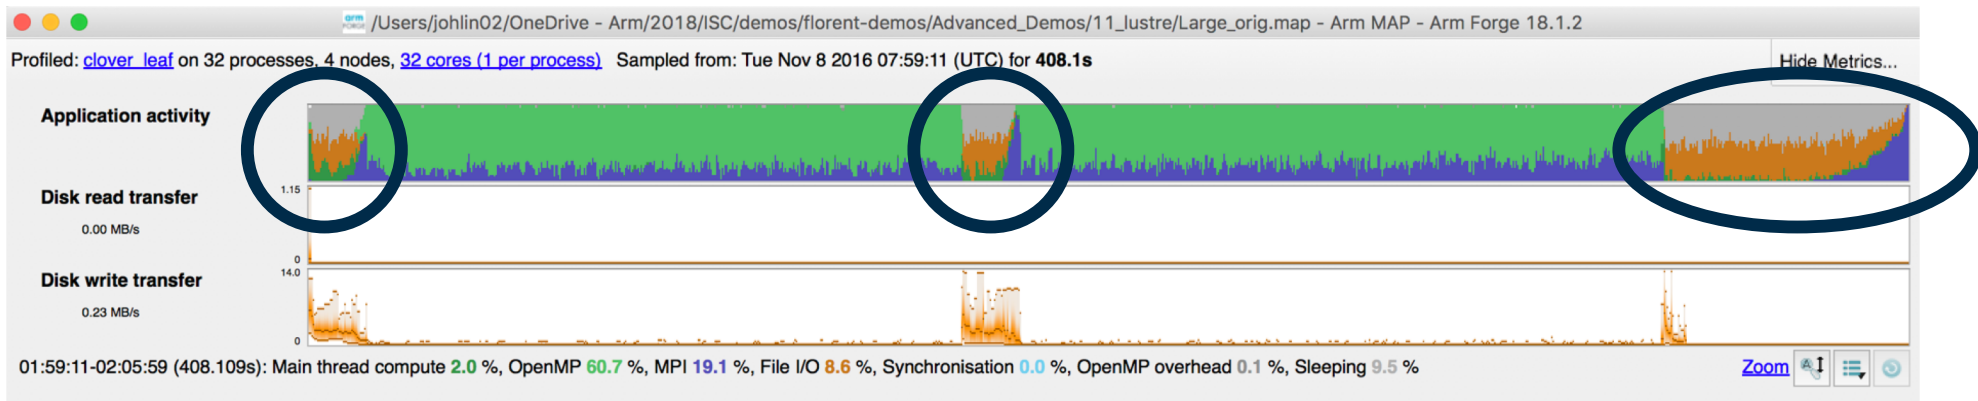 arm FORGE /Users/johlin02/OneDrive - Arm/2018/ISC/demos/florent-demos/Advanced_Demos/11_lustre/Large_orig.map - Arm MAP - Arm Forge 18.1.2
Profiled: clover_leaf on 32 processes, 4 nodes, 32 cores (1 per process) Sampled from: Tue Nov 8 2016 07:59:11 (UTC) for 408.1s Hide Metrics...
Application activity
Disk read transfer
1.15
0.00 MB/s
0
Disk write transfer
14.0
0.23 MB/s
0
01:59:11-02:05:59 (408.109s): Main thread compute 2.0 %, OpenMP 60.7 %, MPI 19.1 %, File I/O 8.6 %, Synchronisation 0.0 %, OpenMP overhead 0.1 %, Sleeping 9.5 % Zoom